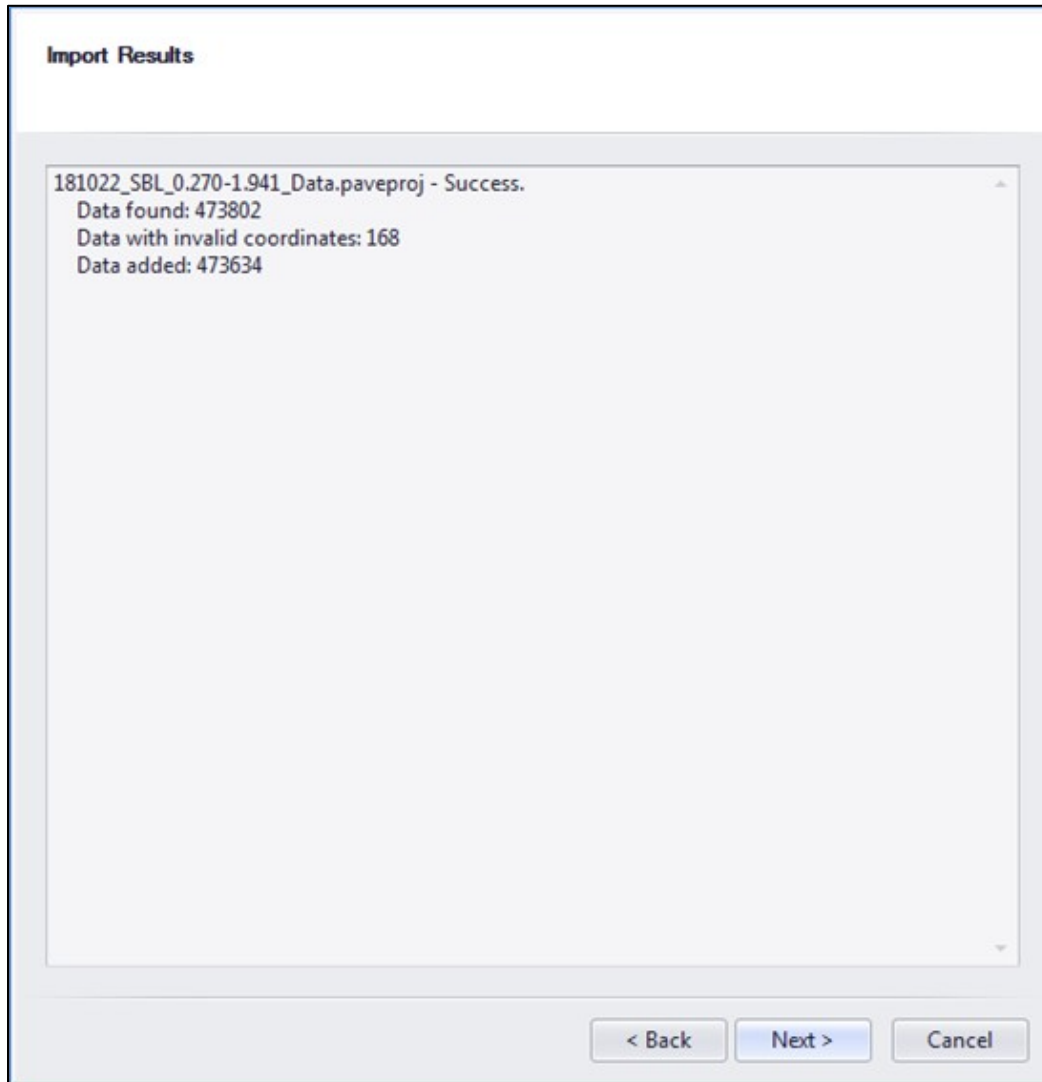 Import Results
181022_SBL_0.270-1.941_Data.paveproj - Success.
Data found: 473802
Data with invalid coordinates: 168
Data added: 473634
< Back
Next >
Cancel